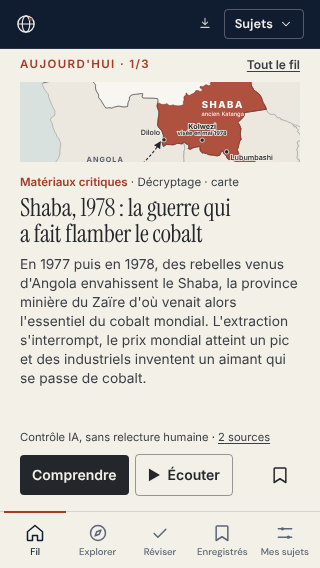 Sujets
AUJOURD'HUI · 1/3
Tout le fil
SHABA
ancien Katanga
Kolwezi
visée en mai 1978
Dilolo
Lubumbashi
ANGOLA
Matériaux critiques · Décryptage · carte
Shaba, 1978 : la guerre qui
a fait flamber le cobalt
En 1977 puis en 1978, des rebelles venus
d'Angola envahissent le Shaba, la province
minière du Zaïre d'où venait alors
l'essentiel du cobalt mondial. L'extraction
s'interrompt, le prix mondial atteint un pic
et des industriels inventent un aimant qui
se passe de cobalt.
Contrôle IA, sans relecture humaine · 2 sources
Comprendre
Écouter
Fil
Explorer
Réviser
Enregistrés
Mes sujets